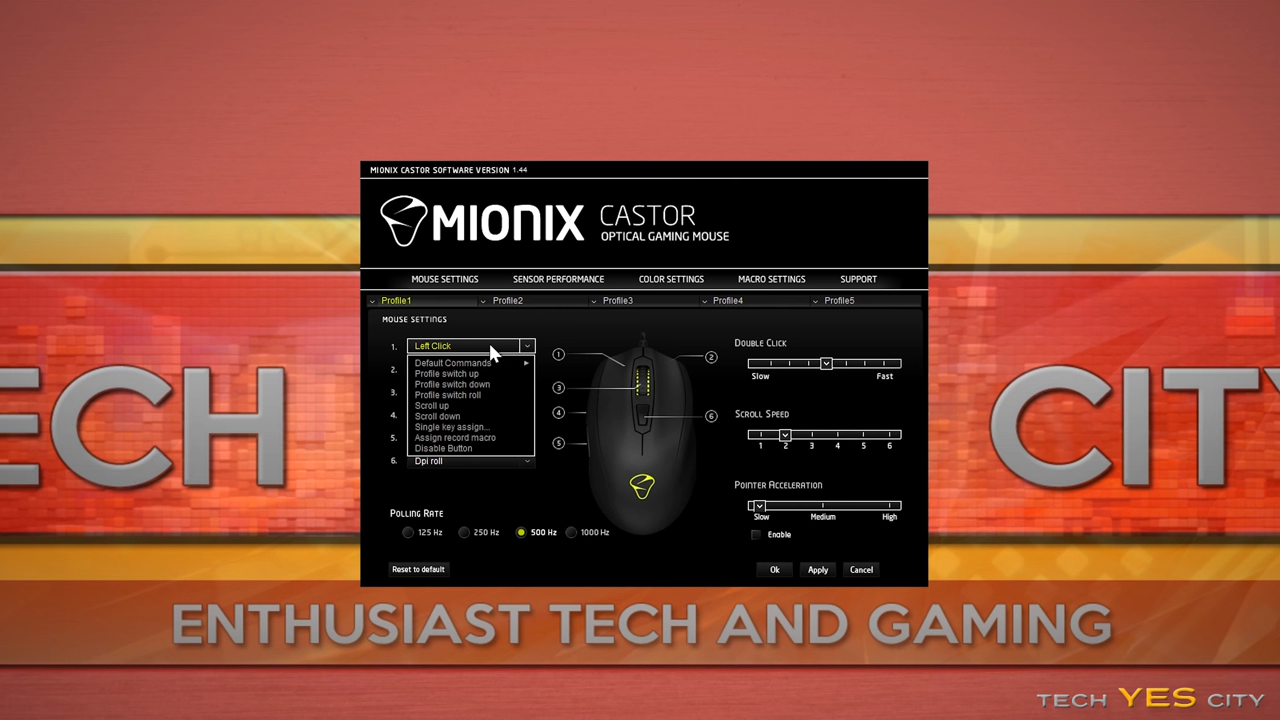 MIONIX CASTOR SOFTWARE VERSION 1.44
MIONIX CASTOR
OPTICAL GAMING MOUSE
MOUSE SETTINGS SENSOR PERFORMANCE COLOR SETTINGS MACRO SETTINGS SUPPORT
Profile1 Profile2 Profile3 Profile4 Profile5
MOUSE SETTINGS
1. Left Click
Default Commands
2. Profile switch up
Profile switch down
3. Profile switch roll
Scroll up
4. Scroll down
Single key assign...
5. Assign record macro
Disable Button
6. Dpi roll
1
2
3
4
5
6
DOUBLE CLICK
Slow Fast
SCROLL SPEED
1 2 3 4 5 6
POINTER ACCELERATION
Slow Medium High
Enable
POLLING RATE
125 Hz 250 Hz 500 Hz 1000 Hz
Reset to default Ok Apply Cancel
ECH CITY
ENTHUSIAST TECH AND GAMING
TECH YES CITY